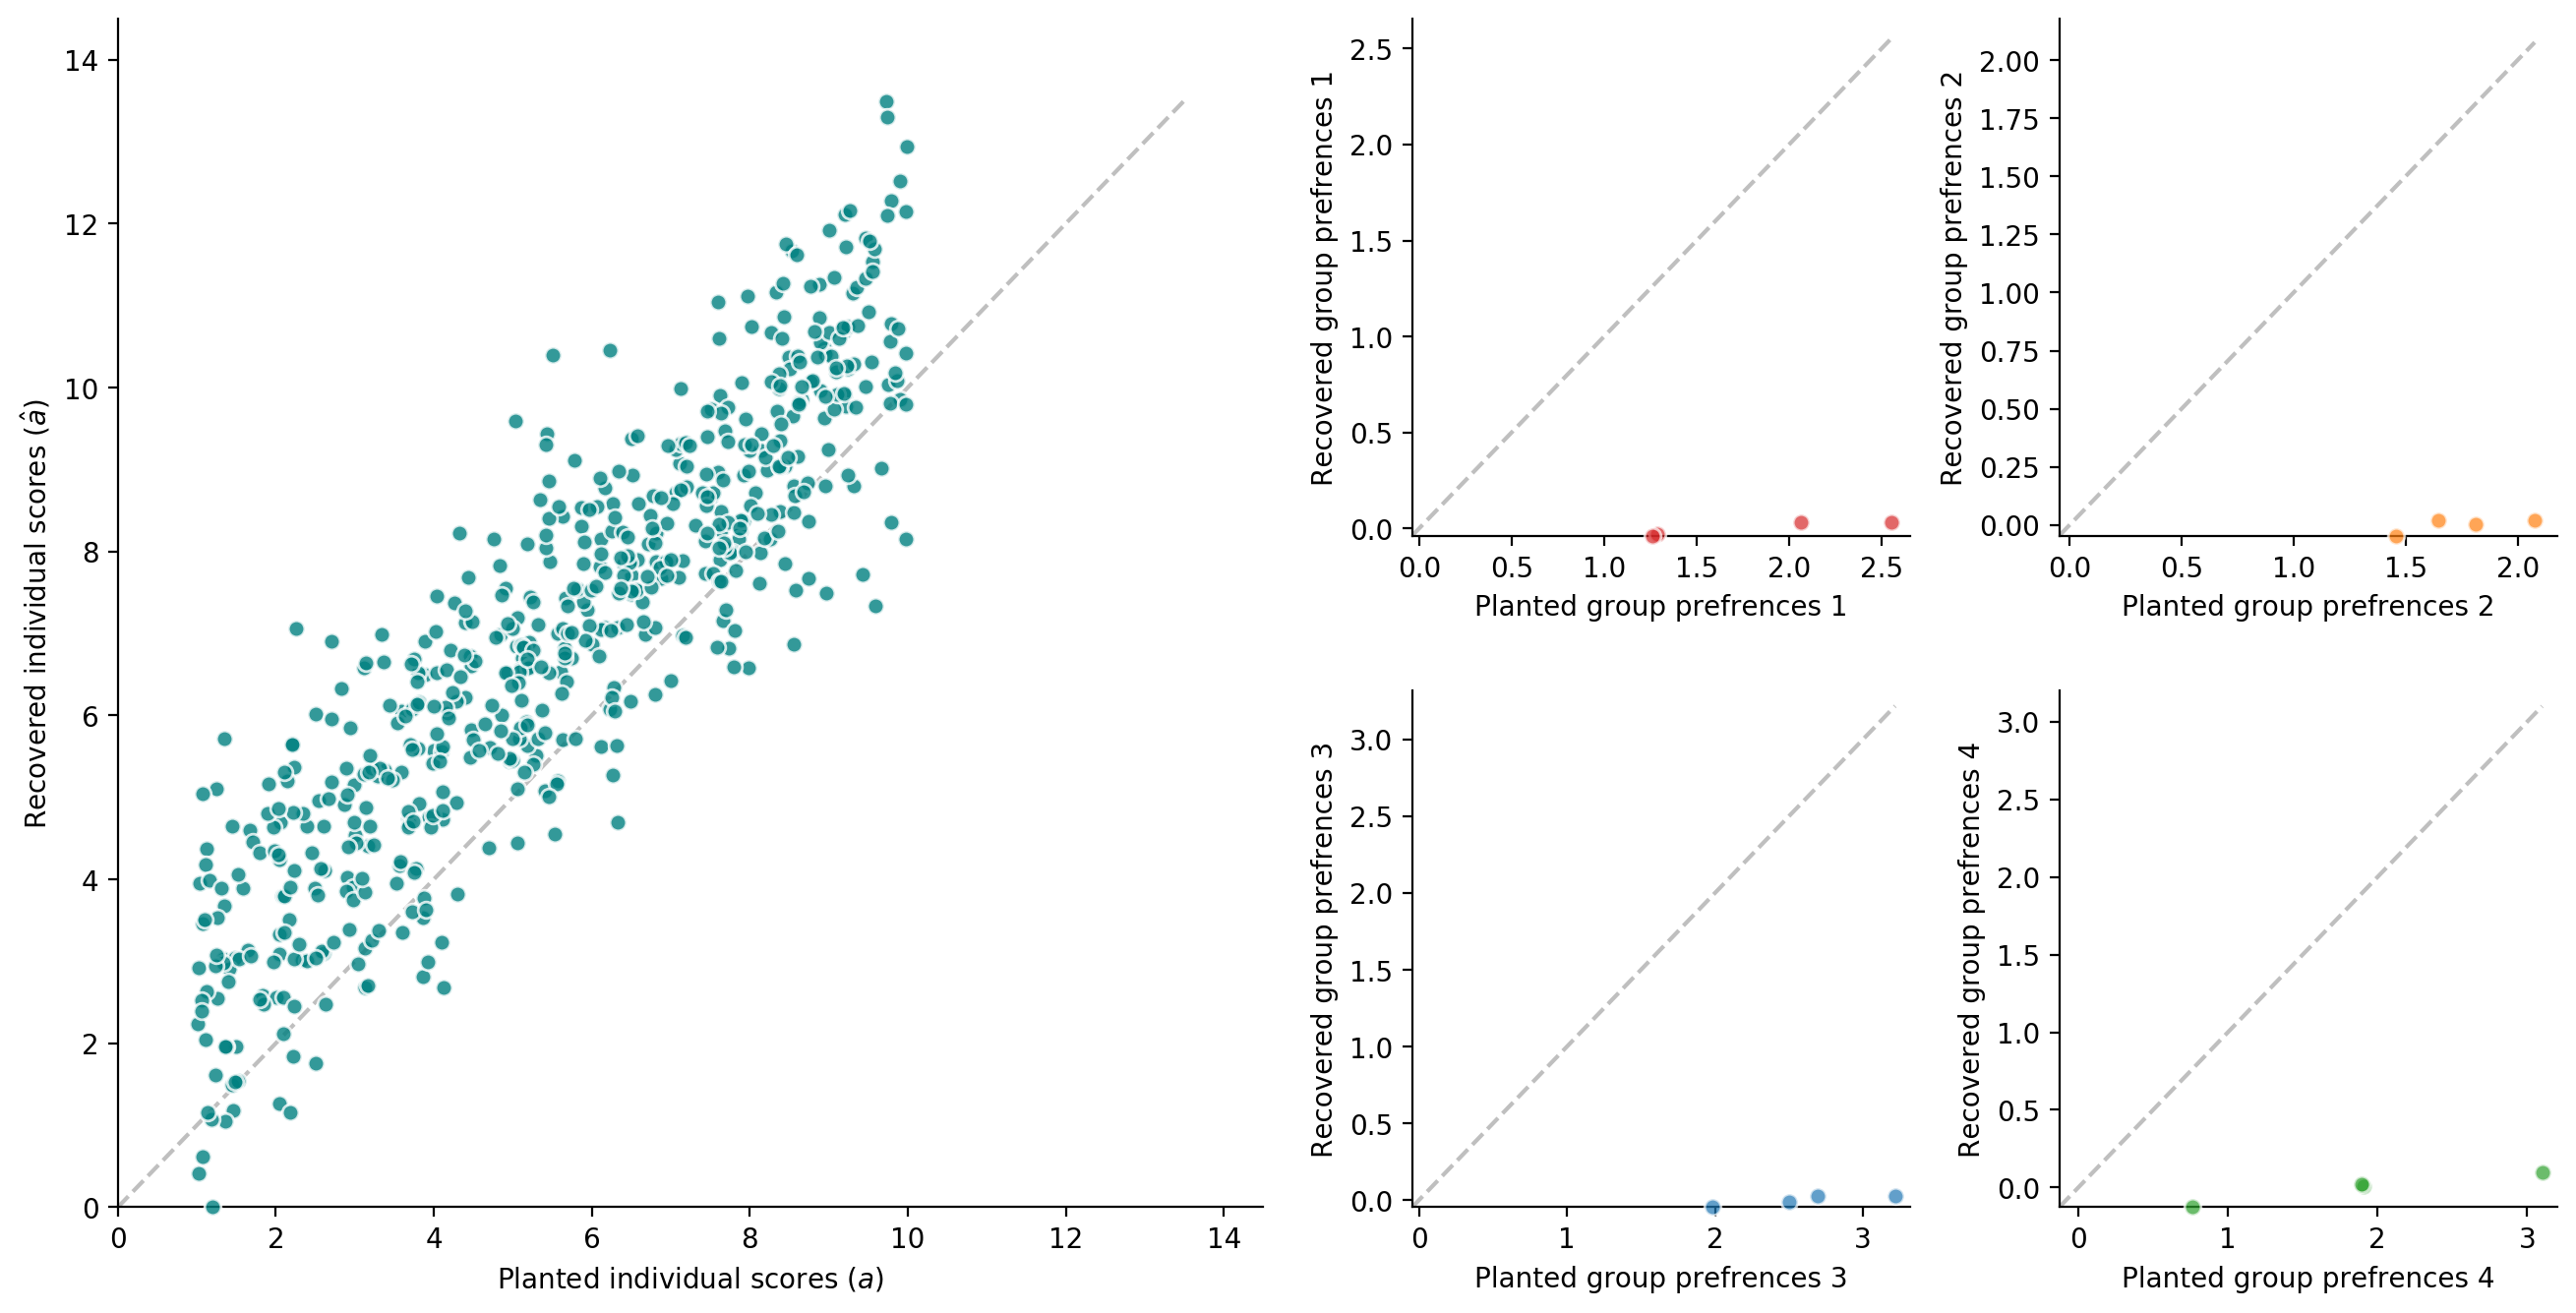 14
12
10
8
6
4
2
0
0 2 4 6 8 10 12 14
Recovered individual scores (â)
Planted individual scores (a)
2.5
2.0
1.5
1.0
0.5
0.0
0.0 0.5 1.0 1.5 2.0 2.5
Recovered group prefrences 1
Planted group prefrences 1
2.00
1.75
1.50
1.25
1.00
0.75
0.50
0.25
0.00
0.0 0.5 1.0 1.5 2.0
Recovered group prefrences 2
Planted group prefrences 2
3.0
2.5
2.0
1.5
1.0
0.5
0.0
0 1 2 3
Recovered group prefrences 3
Planted group prefrences 3
3.0
2.5
2.0
1.5
1.0
0.5
0.0
0 1 2 3
Recovered group prefrences 4
Planted group prefrences 4